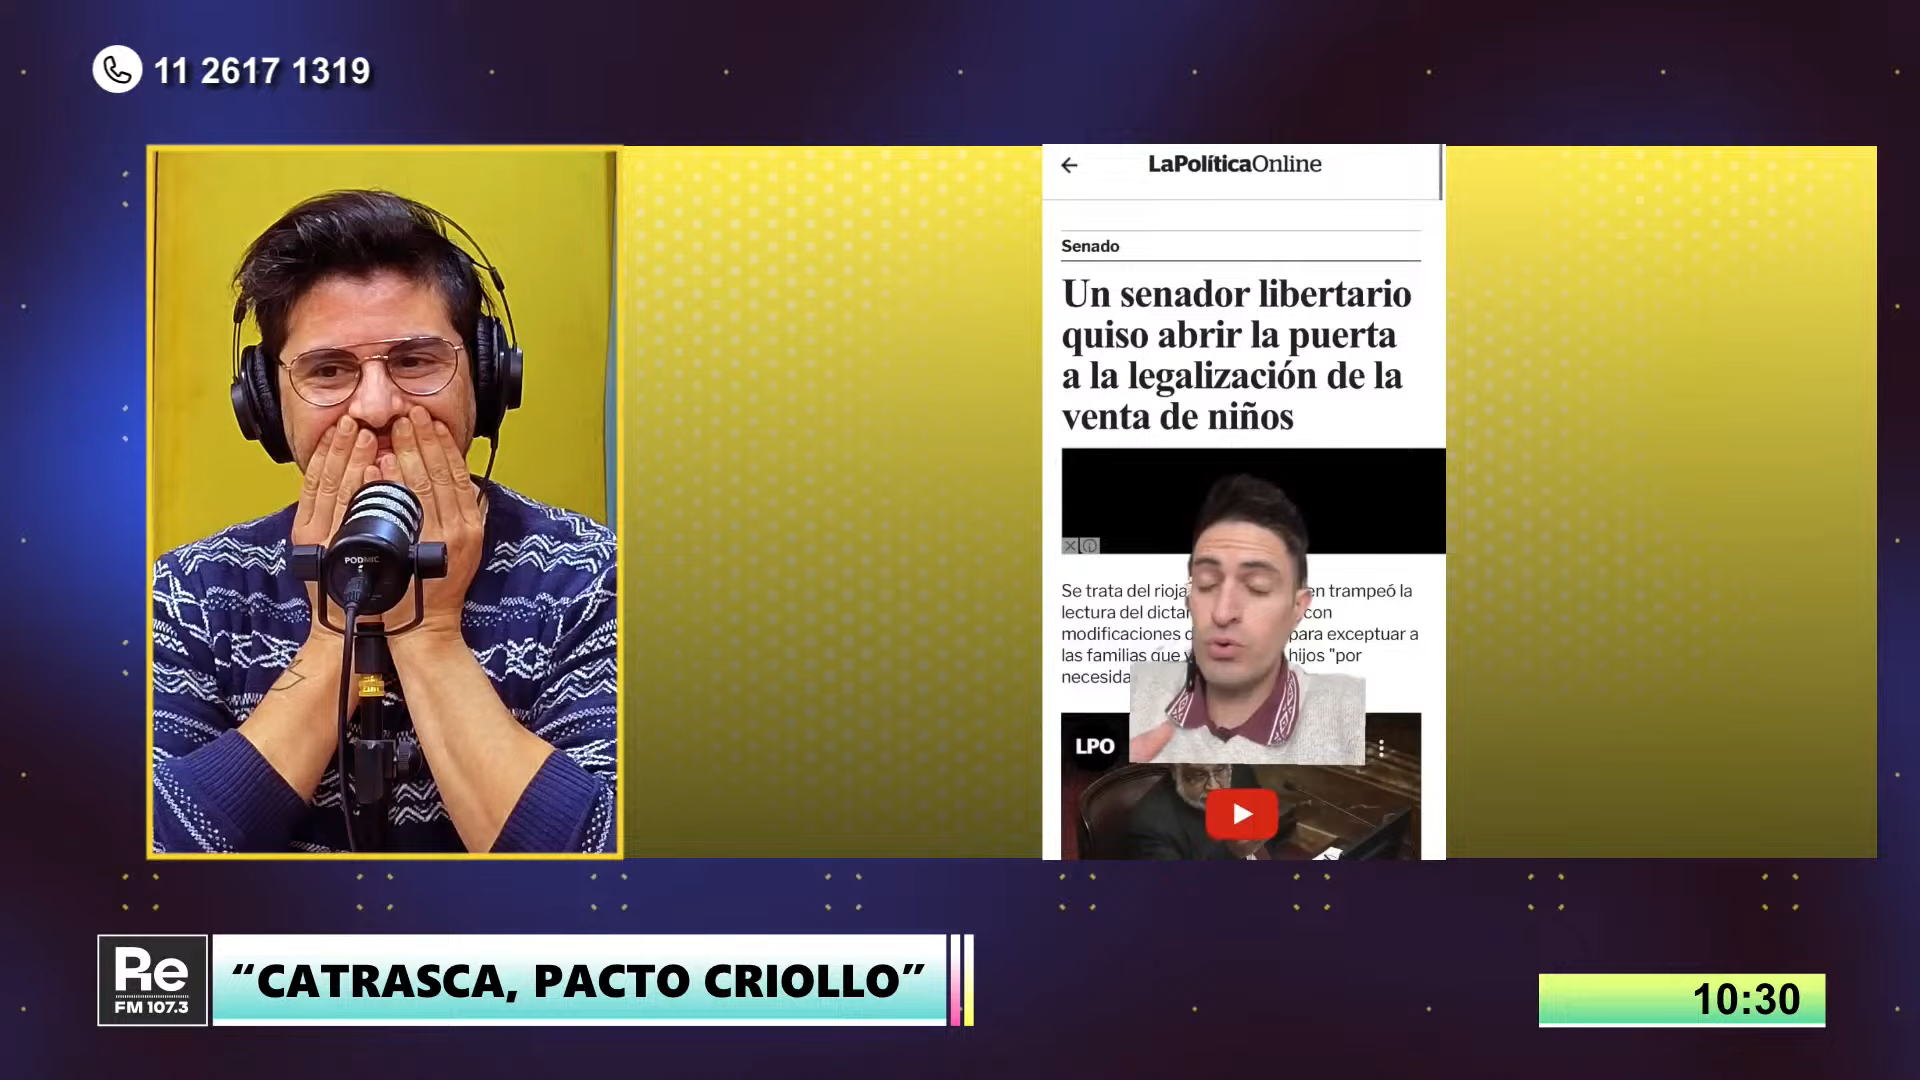 11 2617 1319
LaPolíticaOnline
Senado
Un senador libertario
quiso abrir la puerta
a la legalización de la
venta de niños
Se trata del rioja en trampeó la
lectura del con
modificaciones para exceptuar a
las familias que hijos "por
LPO
PODMIC
Re
FM 107.3
“CATRASCA, PACTO CRIOLLO”
10:30